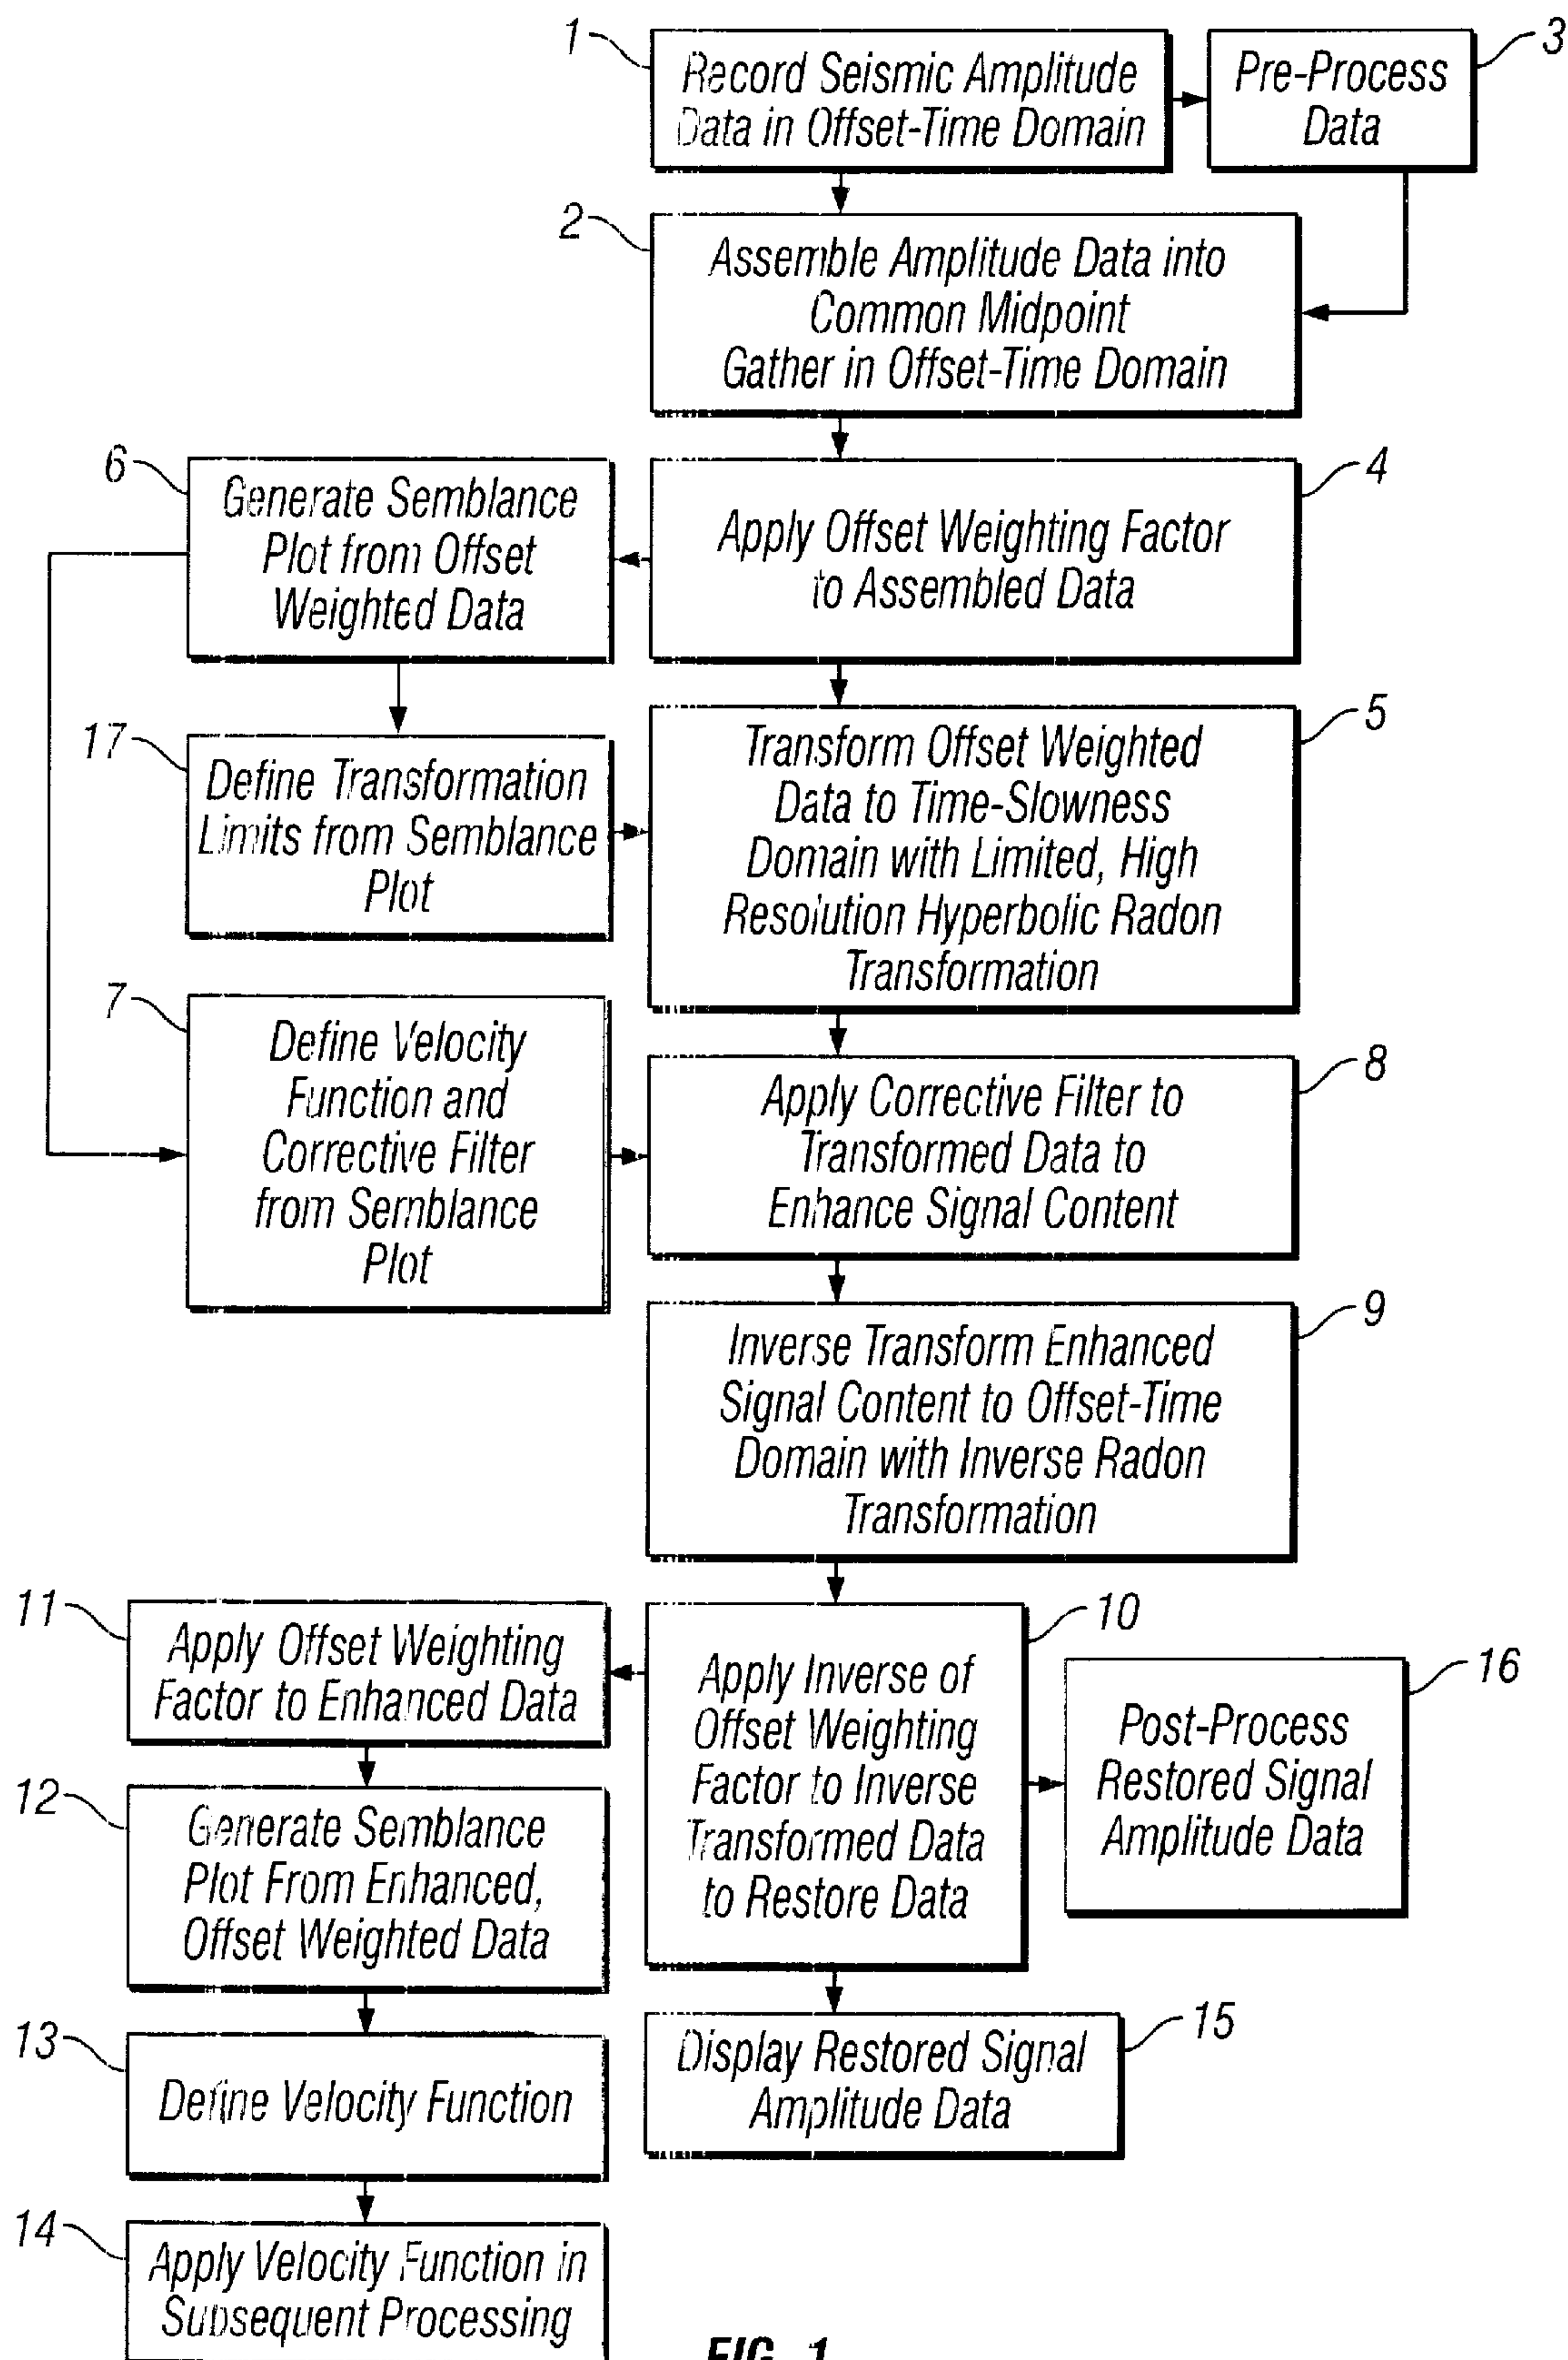 1
Record Seismic Amplitude
Data in Offset-Time Domain
3
Pre-Process
Data
2
Assemble Amplitude Data into
Common Midpoint
Gather in Offset-Time Domain
6
Generate Semblance
Plot from Offset
Weighted Data
4
Apply Offset Weighting Factor
to Assembled Data
17
Define Transformation
Limits from Semblance
Plot
5
Transform Offset Weighted
Data to Time-Slowness
Domain with Limited, High
Resolution Hyperbolic Radon
Transformation
7
Define Velocity
Function and
Corrective Filter
from Semblance
Plot
8
Apply Corrective Filter to
Transformed Data to
Enhance Signal Content
9
Inverse Transform Enhanced
Signal Content to Offset-Time
Domain with Inverse Radon
Transformation
11
Apply Offset Weighting
Factor to Enhanced Data
10
Apply Inverse of
Offset Weighting
Factor to Inverse
Transformed Data
to Restore Data
16
Post-Process
Restored Signal
Amplitude Data
12
Generate Semblance
Plot From Enhanced,
Offset Weighted Data
13
Define Velocity Function
15
Display Restored Signal
Amplitude Data
14
Apply Velocity Function in
Subsequent Processing
FIG. 1